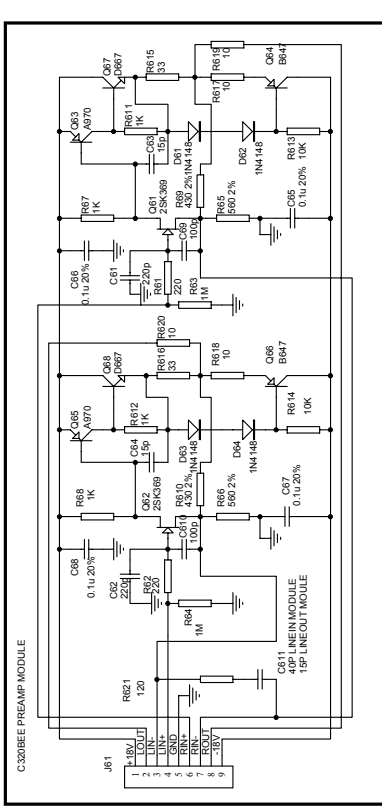 C320BEE PREAMP MODULE
J61
+18V
LOUT
LIN-
LIN+
GND
RIN+
RIN-
ROUT
-18V
1
2
3
4
5
6
7
8
9
R621
120
C611
40P LINEIN MODULE
15P LINEOUT MOULE
C68
0.1u 20%
R68
1K
Q65
A970
Q68
D667
R620
10
R616
33
R612
1K
C64
15p
Q62
2SK369
C62
220p
R62
220
R64
1M
C610
100p
R610
430 2%
D63
1N4148
D64
1N4148
R618
10
Q66
B647
R614
10K
R66
560 2%
C67
0.1u 20%
C66
0.1u 20%
R67
1K
Q63
A970
Q67
D667
R615
33
R619
10
R617
10
Q64
B647
R611
1K
C63
15p
D61
1N4148
D62
1N4148
R613
10K
Q61
2SK369
C61
220p
R61
220
R63
1M
C69
100p
R69
430 2%
R65
560 2%
C65
0.1u 20%